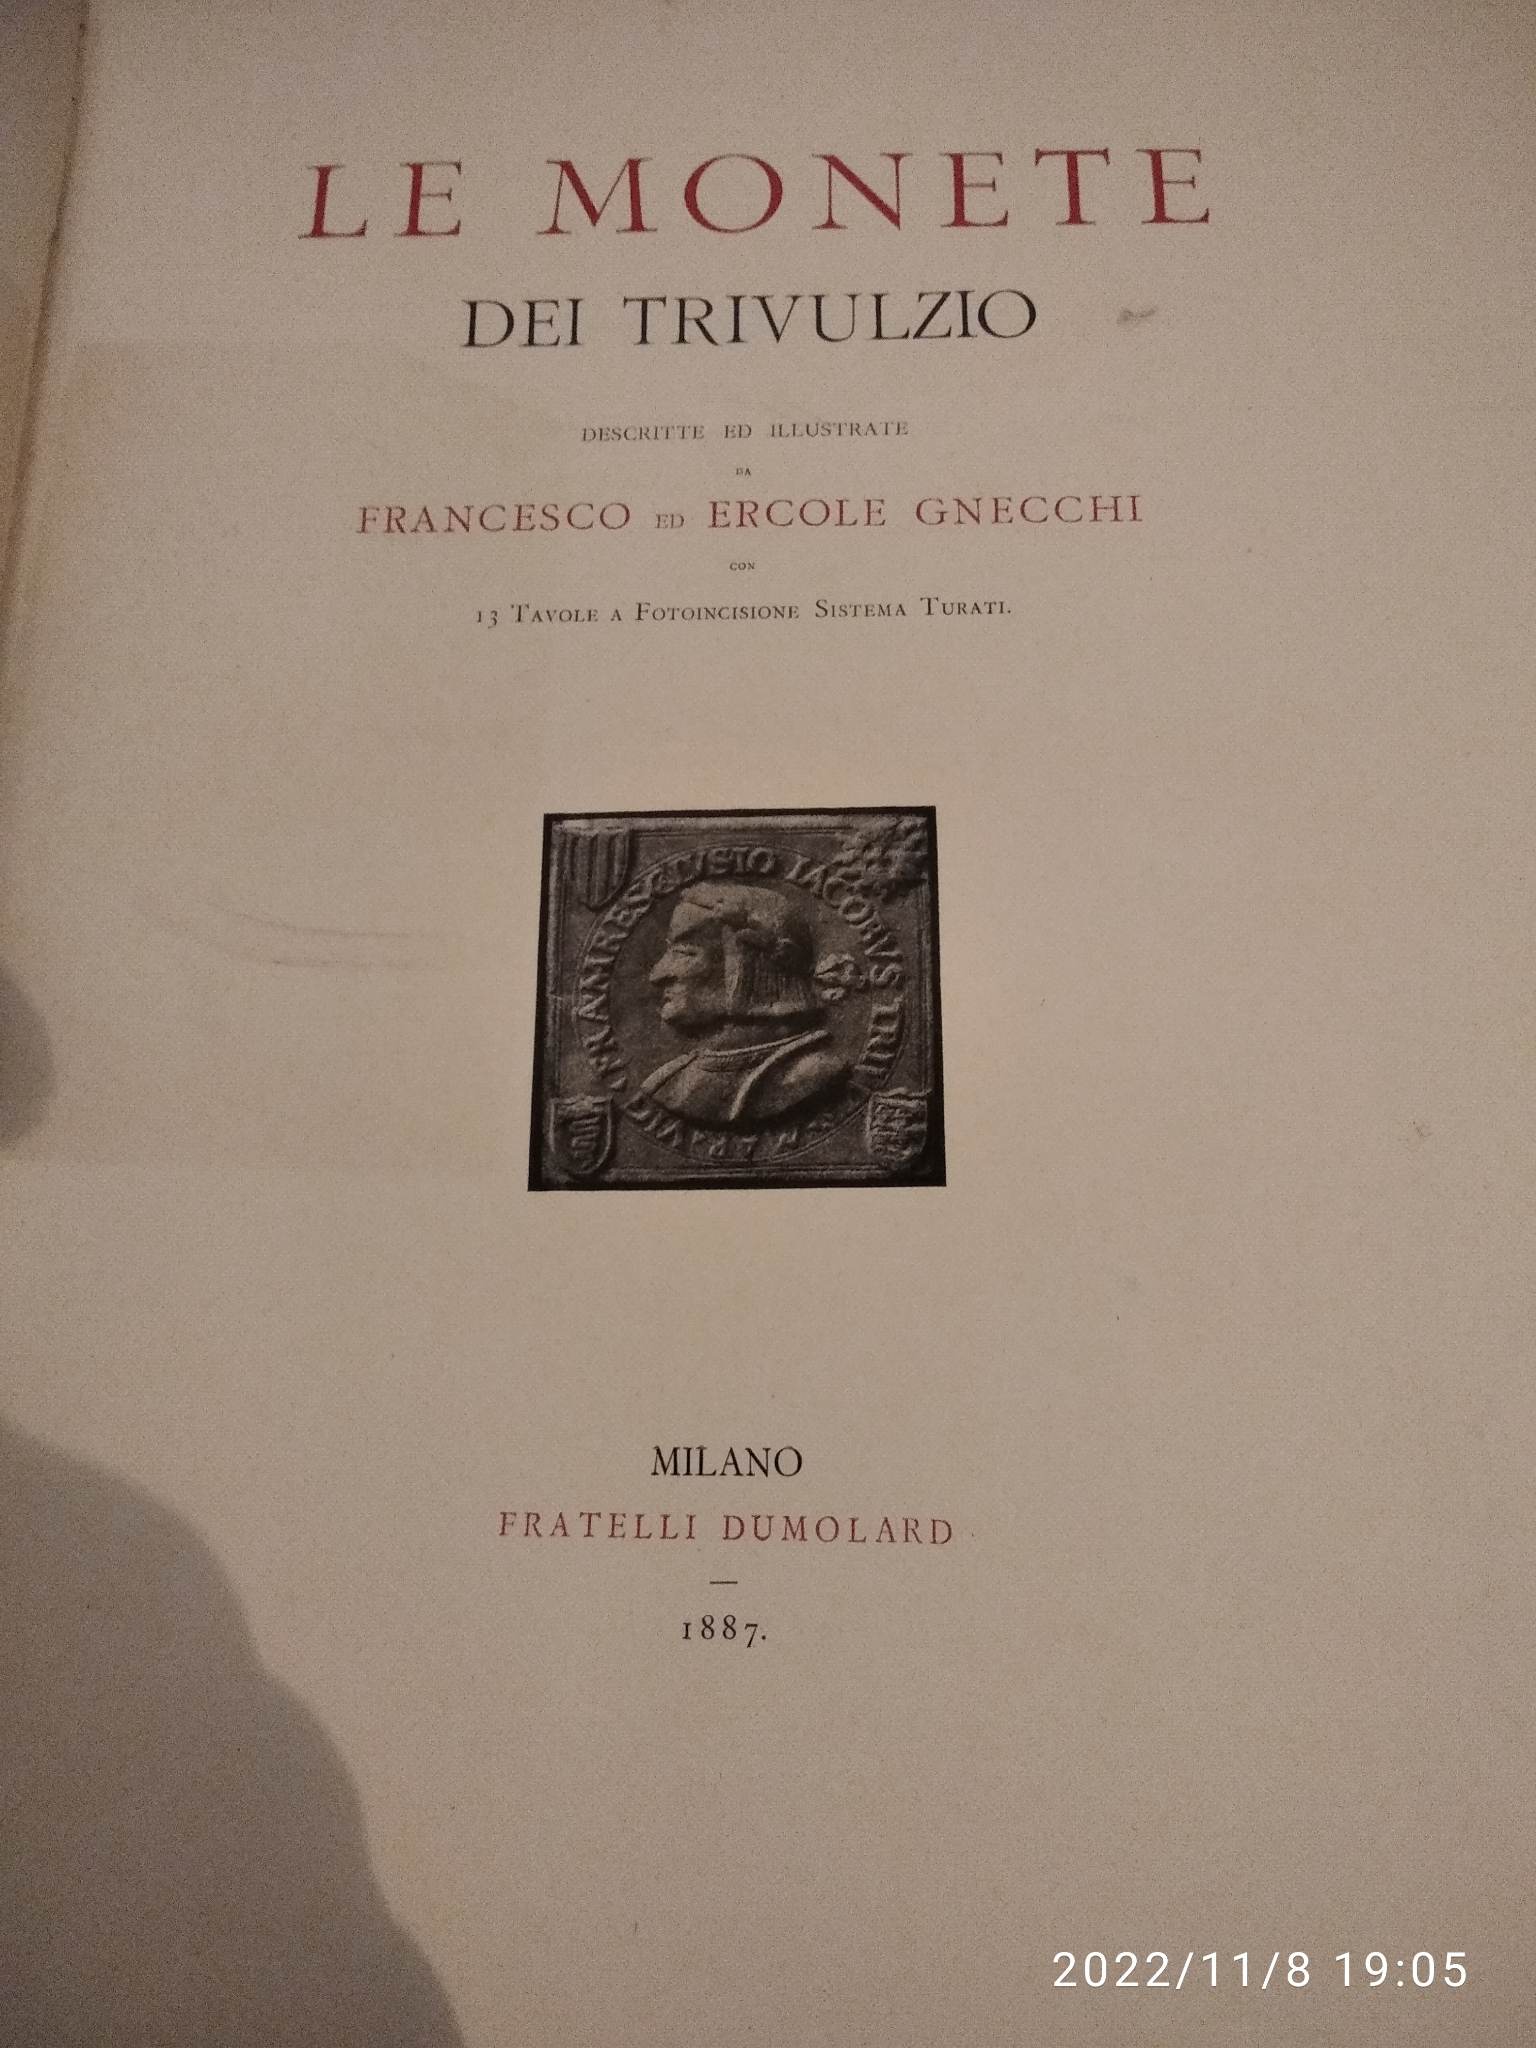 LE MONETE
DEI TRIVULZIO
DESCRITTE ED ILLUSTRATE
DA
FRANCESCO ED ERCOLE GNECCHI
CON
13 TAVOLE A FOTOINCISIONE SISTEMA TURATI.
IACOBVS
MILANO
FRATELLI DUMOLARD
—
1887.
2022/11/8 19:05